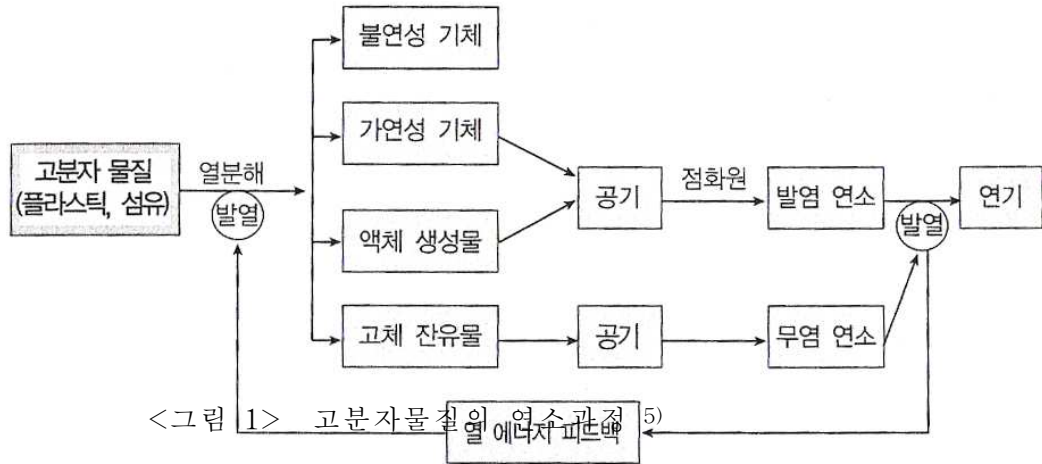 불연성 기체
가연성 기체
고분자 물질
(플라스틱, 섬유)
열분해
발열
액체 생성물
공기
점화원
발염 연소
발열
연기
고체 잔유물
공기
무염 연소
<그림 1> 고분자물질의 연소과정 5)
열 에너지 피드백